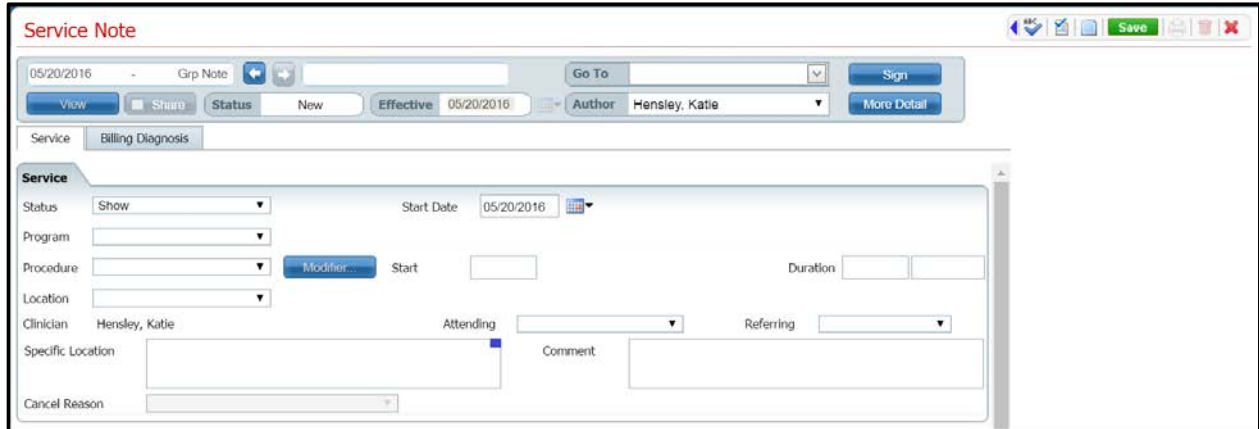 Service Note
ABC Save
05/20/2016 - Grp Note Go To Sign
View Share Status New Effective 05/20/2016 Author Hensley, Katie More Detail
Service Billing Diagnosis
Service
Status Show Start Date 05/20/2016
Program
Procedure Modifier... Start Duration
Location
Clinician Hensley, Katie Attending Referring
Specific Location Comment
Cancel Reason